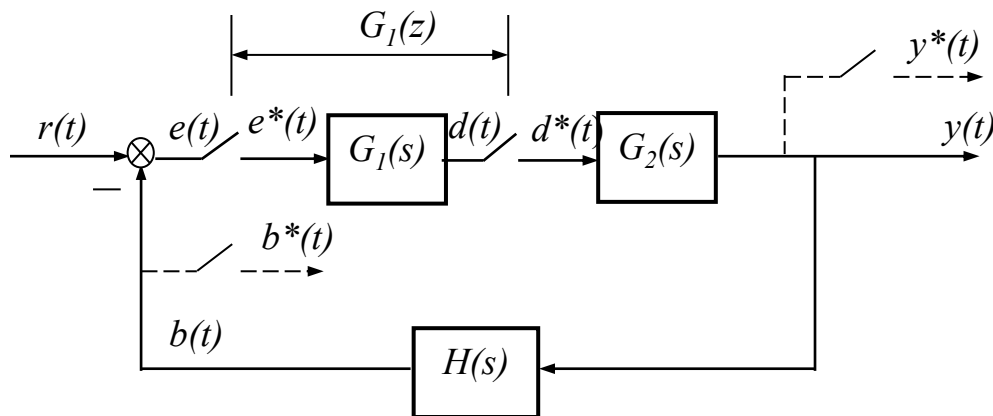 G₁(z)
y*(t)
r(t) e(t) e*(t) G₁(s) d(t) d*(t) G₂(s) y(t)
−
b*(t)
b(t) H(s)